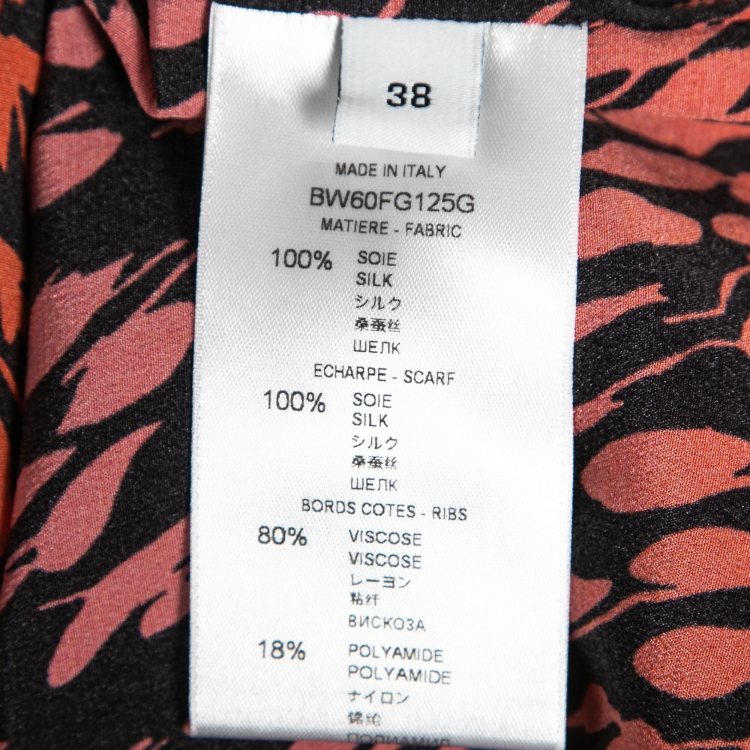 38
MADE IN ITALY
BW60FG125G
MATIERE - FABRIC
100% SOIE
SILK
シルク
桑蚕丝
ШЕЛК
ECHARPE - SCARF
100% SOIE
SILK
シルク
桑蚕丝
ШЕЛК
BORDS COTES - RIBS
80% VISCOSE
VISCOSE
レーヨン
粘纤
ВИСКОЗА
18% POLYAMIDE
POLYAMIDE
ナイロン
錦纶
ПОЛИАМИД